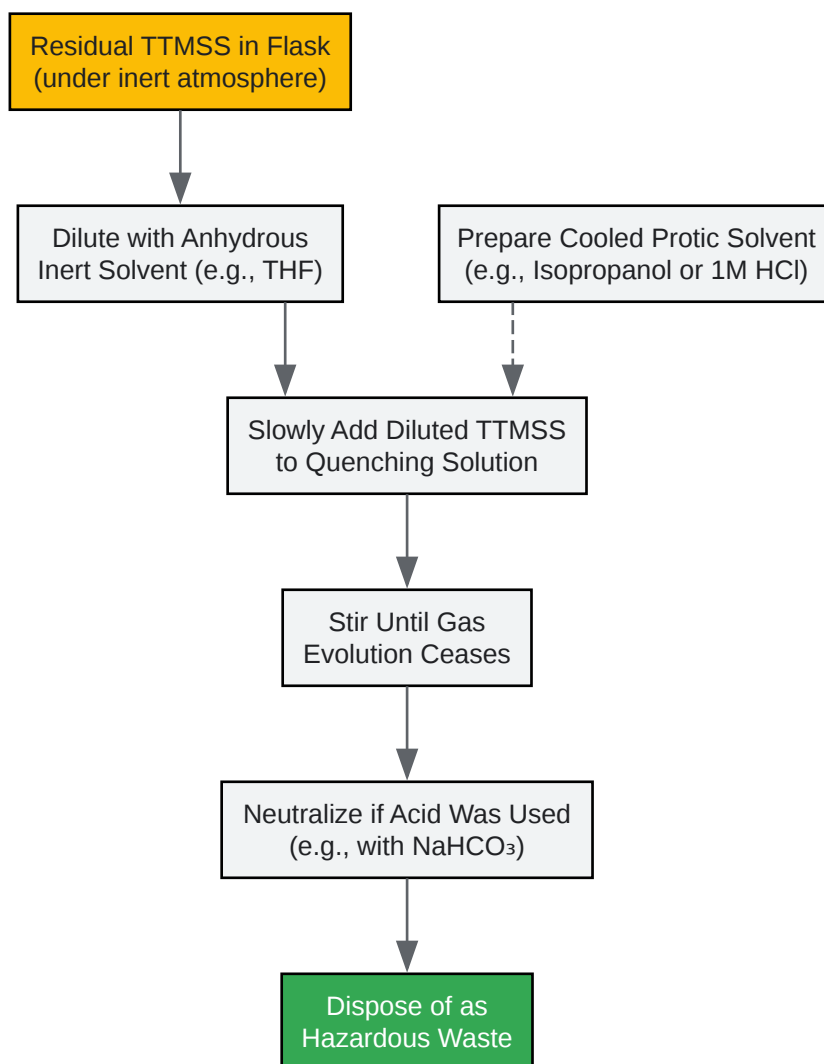 Residual TTMSS in Flask
(under inert atmosphere)
Dilute with Anhydrous
Inert Solvent (e.g., THF)
Prepare Cooled Protic Solvent
(e.g., Isopropanol or 1M HCl)
Slowly Add Diluted TTMSS
to Quenching Solution
Stir Until Gas
Evolution Ceases
Neutralize if Acid Was Used
(e.g., with NaHCO₃)
Dispose of as
Hazardous Waste